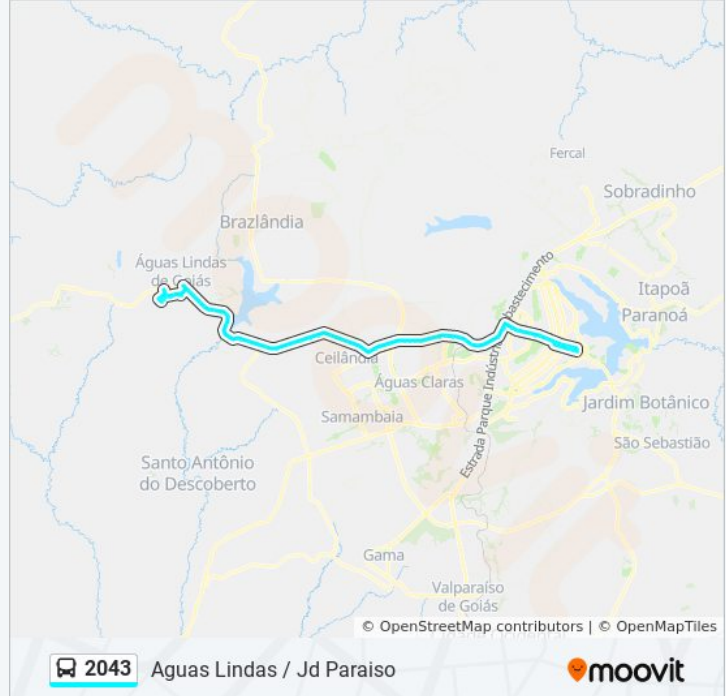 Fercal
Sobradinho
Brazlândia
Águas Lindas
de Goiás
Itapoã
Paranoá
Estrada Parque Indústria Abastecimento
Ceilândia
Águas Claras
Samambaia
Jardim Botânico
São Sebastião
Santo Antônio
do Descoberto
Gama
Valparaíso
de Goiás
© OpenStreetMap contributors | © OpenMapTiles
2043 Aguas Lindas / Jd Paraiso
moovit